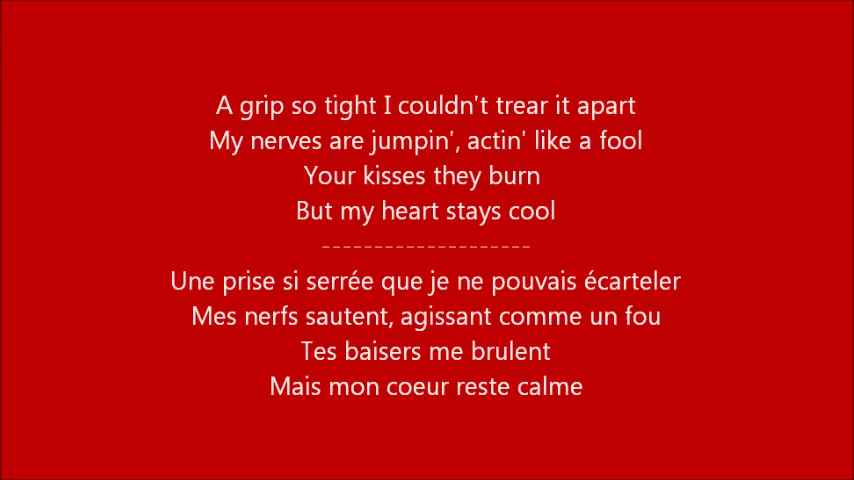 A grip so tight I couldn't trear it apart
My nerves are jumpin', actin' like a fool
Your kisses they burn
But my heart stays cool
--------------------
Une prise si serrée que je ne pouvais écarteler
Mes nerfs sautent, agissant comme un fou
Tes baisers me brulent
Mais mon coeur reste calme